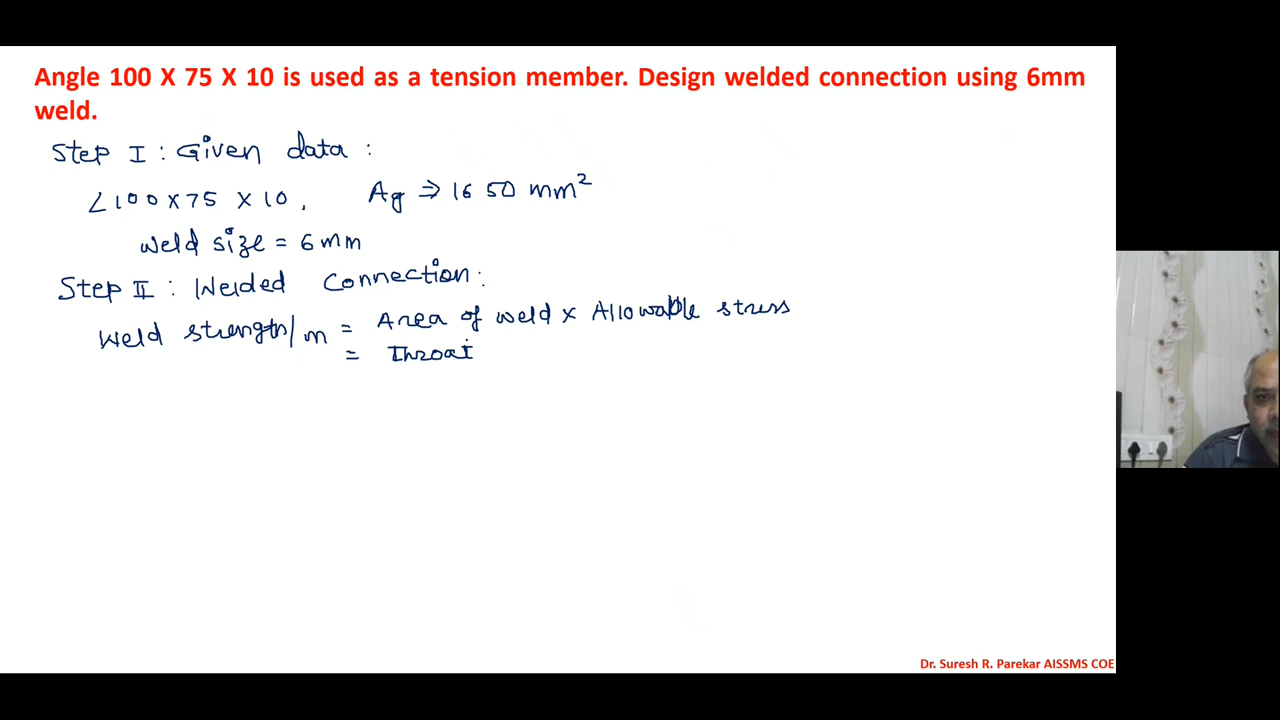 Angle 100 X 75 X 10 is used as a tension member. Design welded connection using 6mm
weld.
Step I : Given data :
∠100 X 75 X 10, Ag ⇒ 1650 mm²
Weld size = 6mm
Step II : Welded Connection :
Weld strength/m = Area of weld x Allowable stress
= Throat
Dr. Suresh R. Parekar AISSMS COE